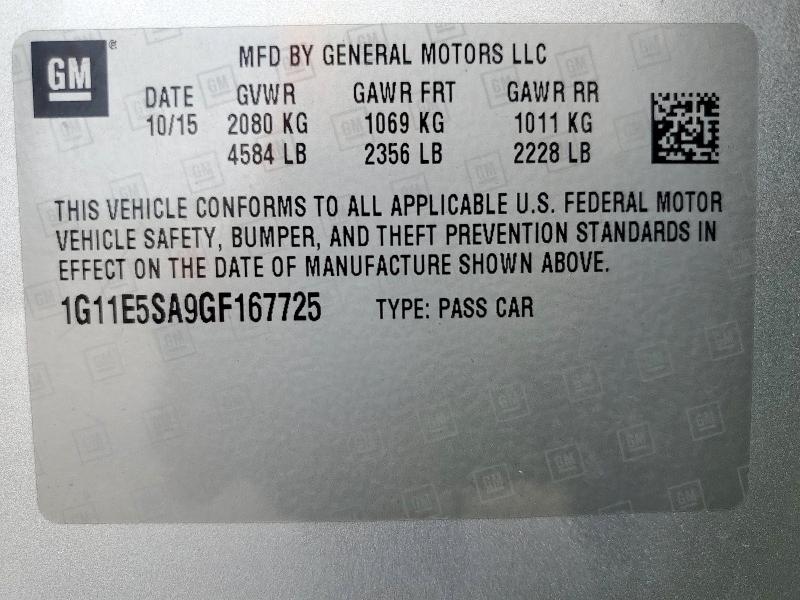 GM
®
MFD BY GENERAL MOTORS LLC
DATE GVWR GAWR FRT GAWR RR
10/15 2080 KG 1069 KG 1011 KG
4584 LB 2356 LB 2228 LB
THIS VEHICLE CONFORMS TO ALL APPLICABLE U.S. FEDERAL MOTOR
VEHICLE SAFETY, BUMPER, AND THEFT PREVENTION STANDARDS IN
EFFECT ON THE DATE OF MANUFACTURE SHOWN ABOVE.
1G11E5SA9GF167725 TYPE: PASS CAR